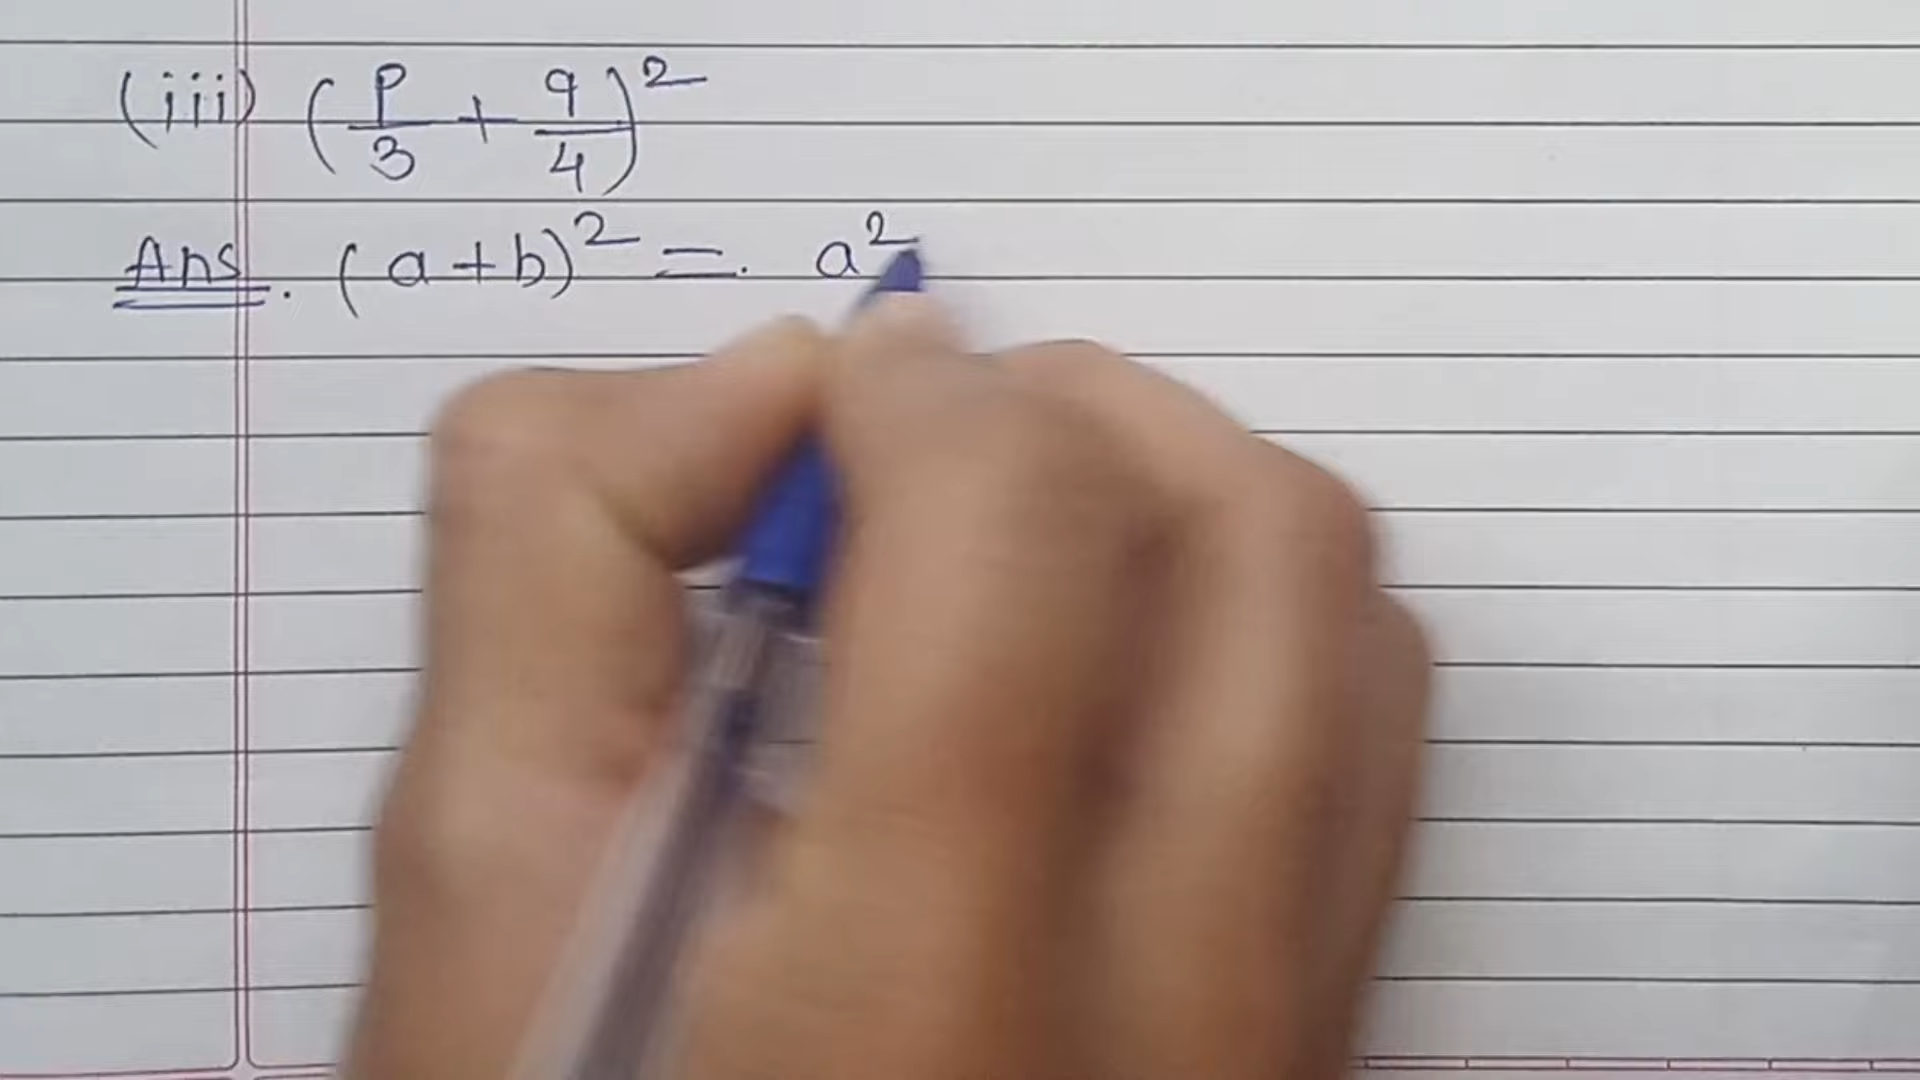 (iii) (p/3 + q/4)²
Ans. (a+b)² = a²